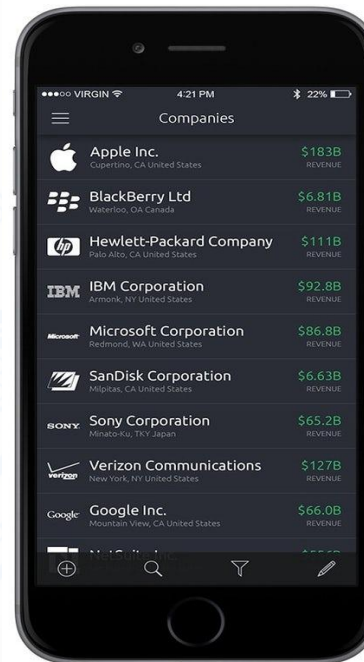 ●●●○○ VIRGIN 4:21 PM 22%
Companies
Apple Inc. $183B
Cupertino, CA United States REVENUE
BlackBerry Ltd $6.81B
Waterloo, OA Canada REVENUE
hp Hewlett-Packard Company $111B
Palo Alto, CA United States REVENUE
IBM IBM Corporation $92.8B
Armonk, NY United States REVENUE
Microsoft Microsoft Corporation $86.8B
Redmond, WA United States REVENUE
SanDisk Corporation $6.63B
Milpitas, CA United States REVENUE
SONY Sony Corporation $65.2B
Minato-Ku, TKY Japan REVENUE
verizon Verizon Communications $127B
New York, NY United States REVENUE
Google Google Inc. $66.0B
Mountain View, CA United States REVENUE
NetSuite Inc.